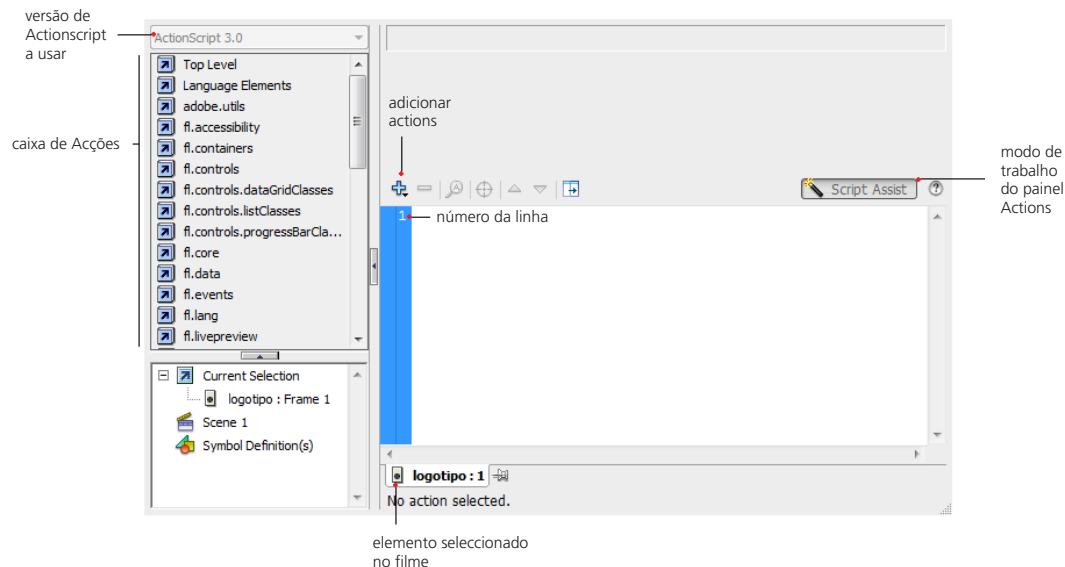 versão de
Actionscript
a usar
ActionScript 3.0
caixa de Acções
Top Level
Language Elements
adobe.utils
fl.accessibility
fl.containers
fl.controls
fl.controls.dataGridClasses
fl.controls.listClasses
fl.controls.progressBarCla...
fl.core
fl.data
fl.events
fl.lang
fl.livepreview
Current Selection
logotipo : Frame 1
Scene 1
Symbol Definition(s)
adicionar
actions
Script Assist
?
modo de
trabalho
do painel
Actions
1
número da linha
logotipo : 1
No action selected.
elemento seleccionado
no filme